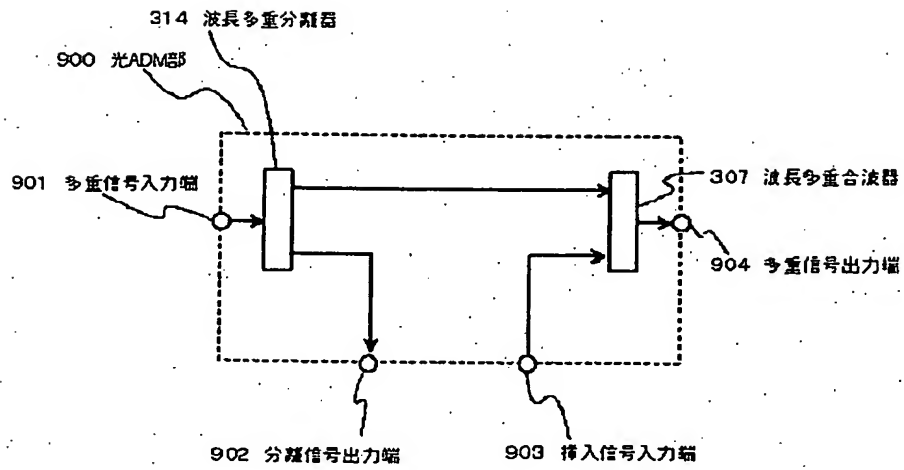 314 波長多重分離器
900 光ADM部
901 多重信号入力端
307 波長多重合波器
904 多重信号出力端
902 分離信号出力端
903 挿入信号入力端